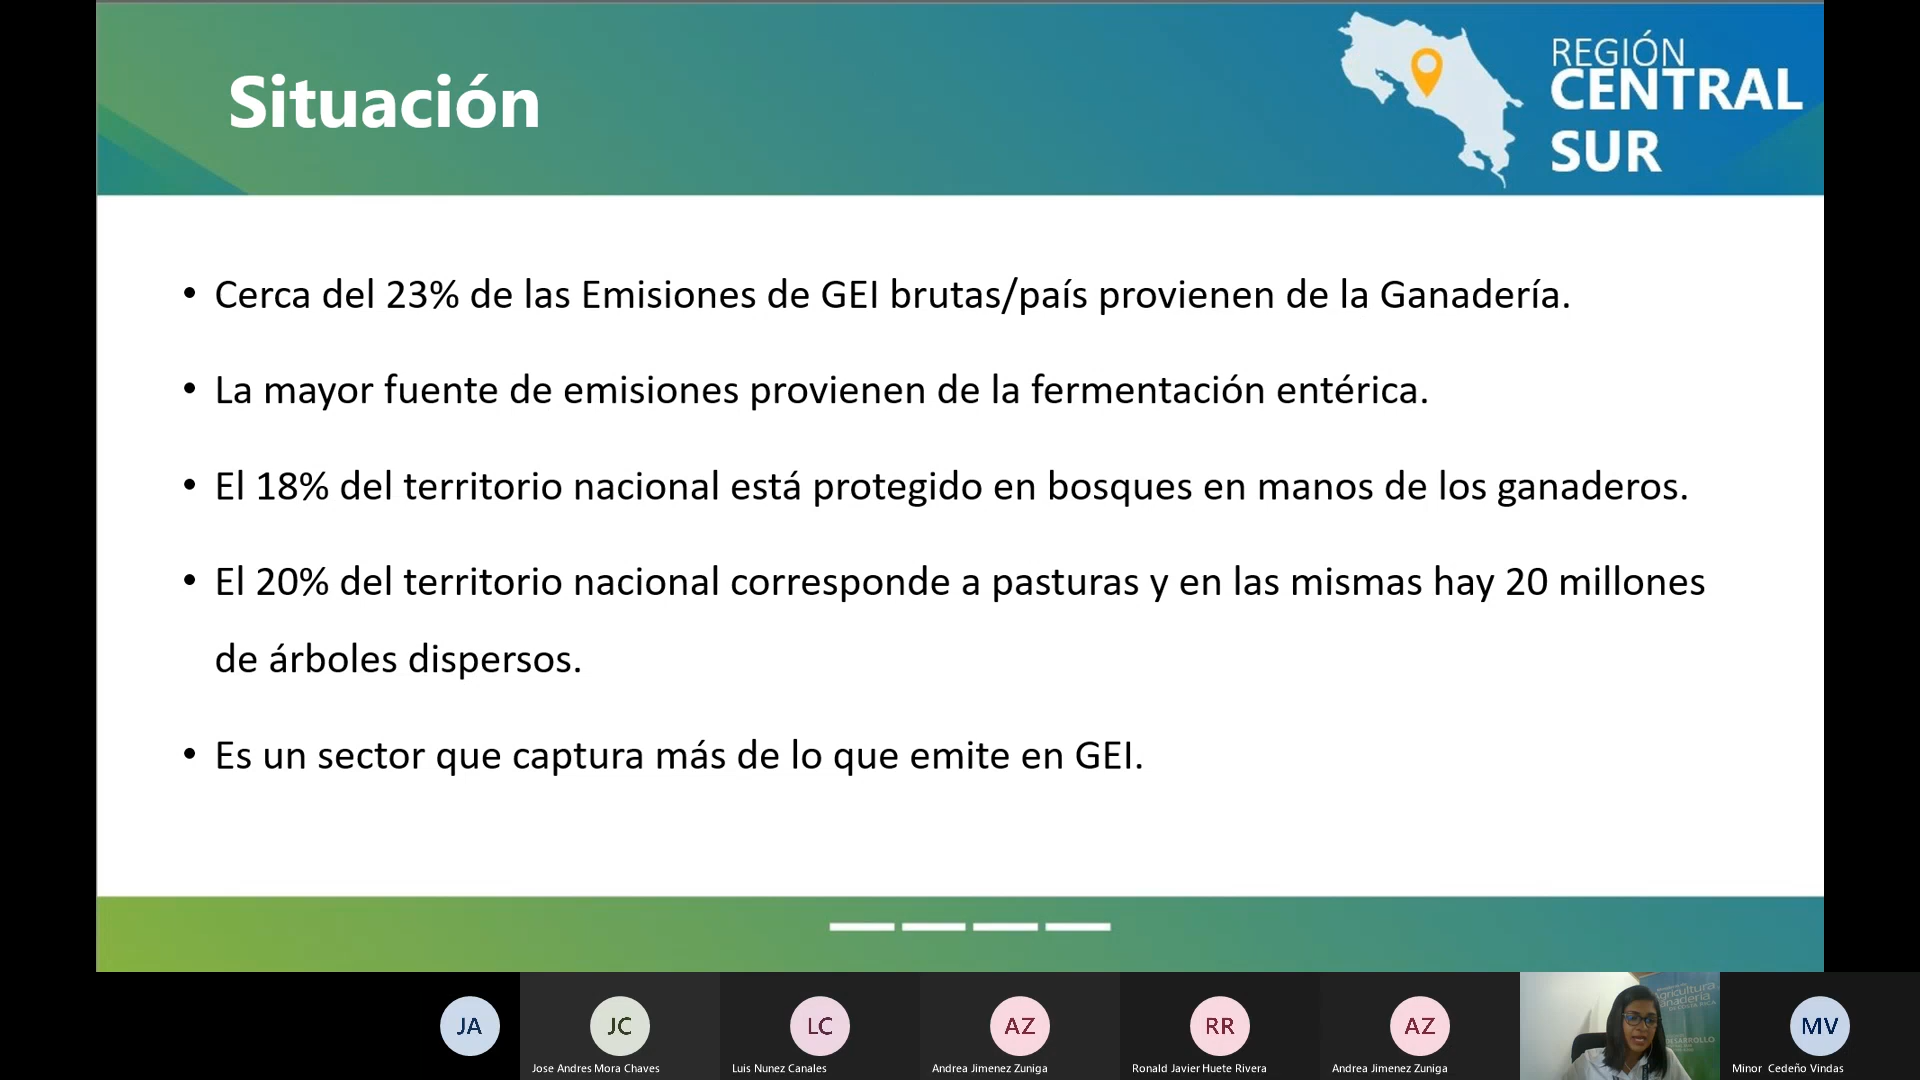 Situación
REGIÓN
CENTRAL
SUR
• Cerca del 23% de las Emisiones de GEI brutas/país provienen de la Ganadería.
• La mayor fuente de emisiones provienen de la fermentación entérica.
• El 18% del territorio nacional está protegido en bosques en manos de los ganaderos.
• El 20% del territorio nacional corresponde a pasturas y en las mismas hay 20 millones
de árboles dispersos.
• Es un sector que captura más de lo que emite en GEI.
JA
JC
LC
AZ
RR
AZ
MV
Jose Andres Mora Chaves
Luis Nunez Canales
Andrea Jimenez Zuniga
Ronald Javier Huete Rivera
Andrea Jimenez Zuniga
Minor Cedeño Vindas